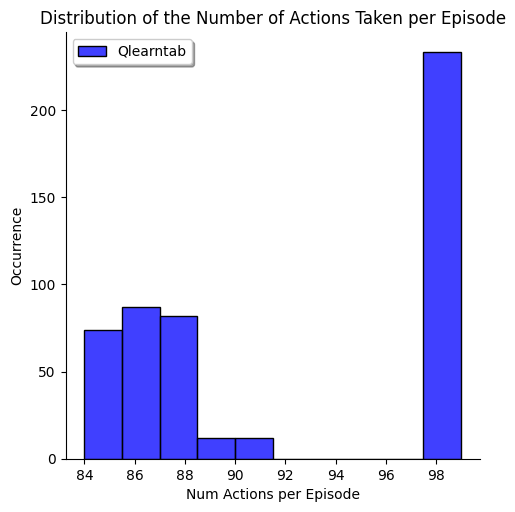 Distribution of the Number of Actions Taken per Episode
Qlearntab
Occurrence
200
150
100
50
0
84 86 88 90 92 94 96 98
Num Actions per Episode